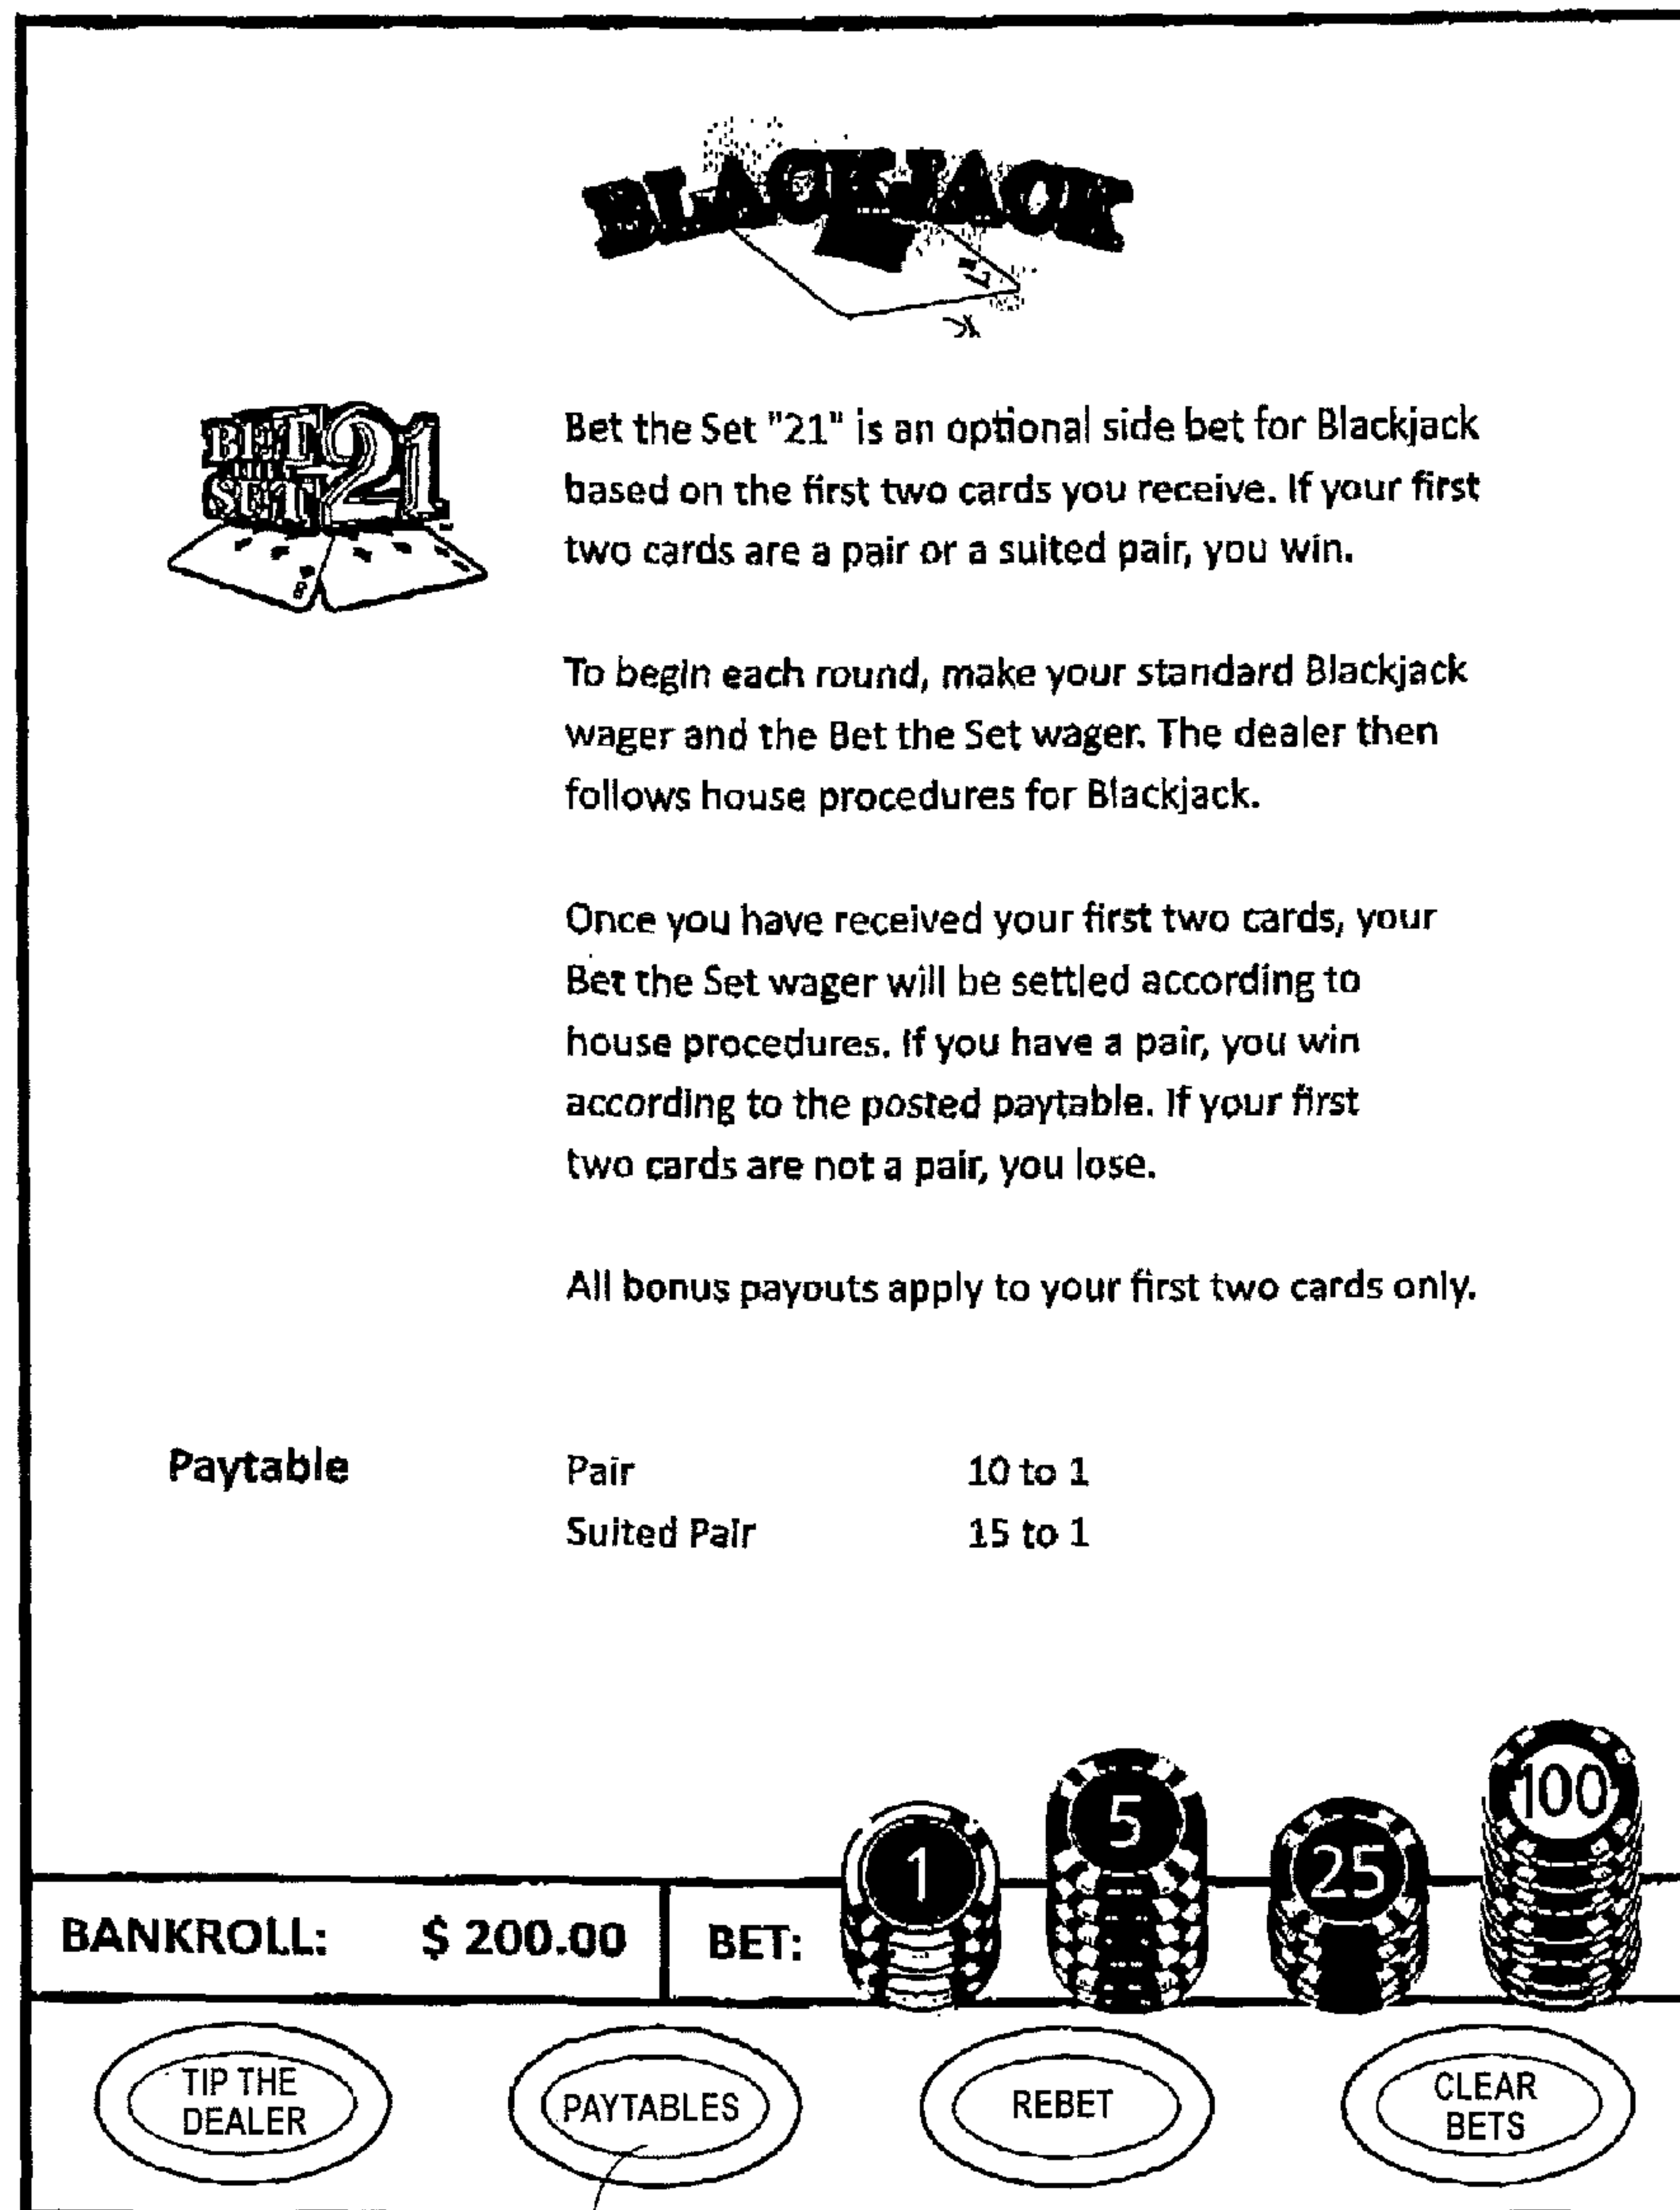 BLACKJACK
BET
THE
SET 21
8
Bet the Set "21" is an optional side bet for Blackjack
based on the first two cards you receive. If your first
two cards are a pair or a suited pair, you win.
To begin each round, make your standard Blackjack
wager and the Bet the Set wager. The dealer then
follows house procedures for Blackjack.
Once you have received your first two cards, your
Bet the Set wager will be settled according to
house procedures. If you have a pair, you win
according to the posted paytable. If your first
two cards are not a pair, you lose.
All bonus payouts apply to your first two cards only.
Paytable Pair 10 to 1
Suited Pair 15 to 1
1 5 25 100
BANKROLL: $ 200.00 BET:
TIP THE
DEALER
PAYTABLES
REBET
CLEAR
BETS